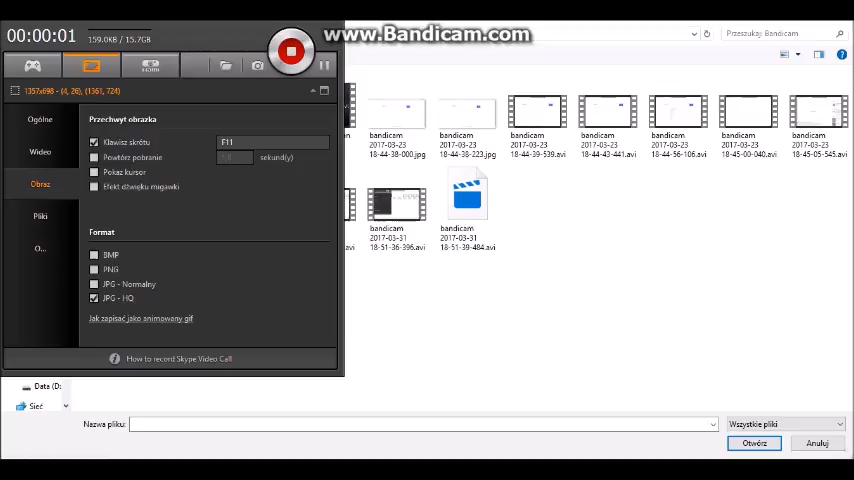 00:00:01
159.0KB / 15.7GB
www.Bandicam.com
Przeszukaj: Bandicam
1357x698 - (4, 26), (1361, 724)
Ogólne
Wideo
Obraz
Pliki
O...
Przechwyt obrazka
Klawisz skrótu
F11
Powtórz pobranie
sekund(y)
Pokaż kursor
Efekt dźwięku migawki
Format
BMP
PNG
JPG - Normalny
JPG - HQ
Jak zapisać jako animowany gif
How to record Skype Video Call
bandicam
2017-03-23
18-44-38-000.jpg
bandicam
2017-03-23
18-44-38-223.jpg
bandicam
2017-03-23
18-44-39-539.avi
bandicam
2017-03-23
18-44-43-441.avi
bandicam
2017-03-23
18-44-56-106.avi
bandicam
2017-03-23
18-45-00-040.avi
bandicam
2017-03-23
18-45-05-545.avi
bandicam
2017-03-31
18-51-36-396.avi
bandicam
2017-03-31
18-51-39-484.avi
Data (D:
Sieć
Nazwa pliku:
Wszystkie pliki
Otwórz
Anuluj